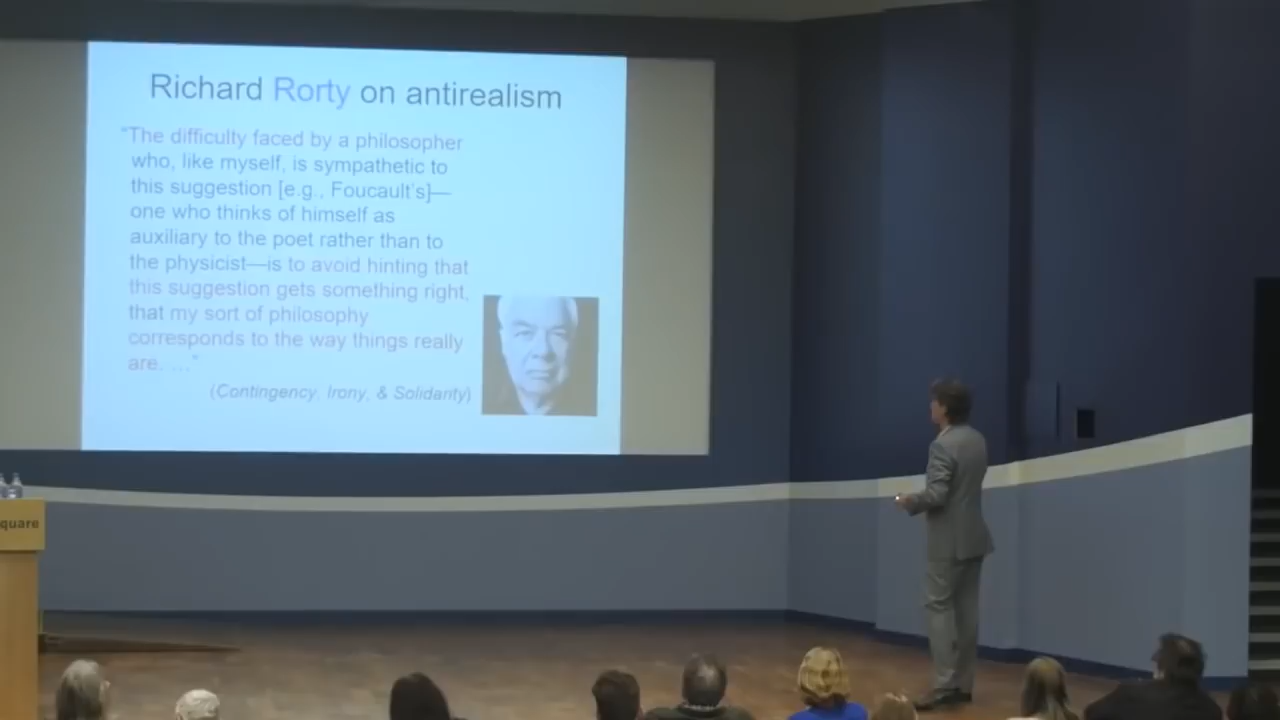 Richard Rorty on antirealism
“The difficulty faced by a philosopher
who, like myself, is sympathetic to
this suggestion [e.g., Foucault’s]—
one who thinks of himself as
auxiliary to the poet rather than to
the physicist—is to avoid hinting that
this suggestion gets something right,
that my sort of philosophy
corresponds to the way things really
are. …”
(Contingency, Irony, & Solidarity)
quare